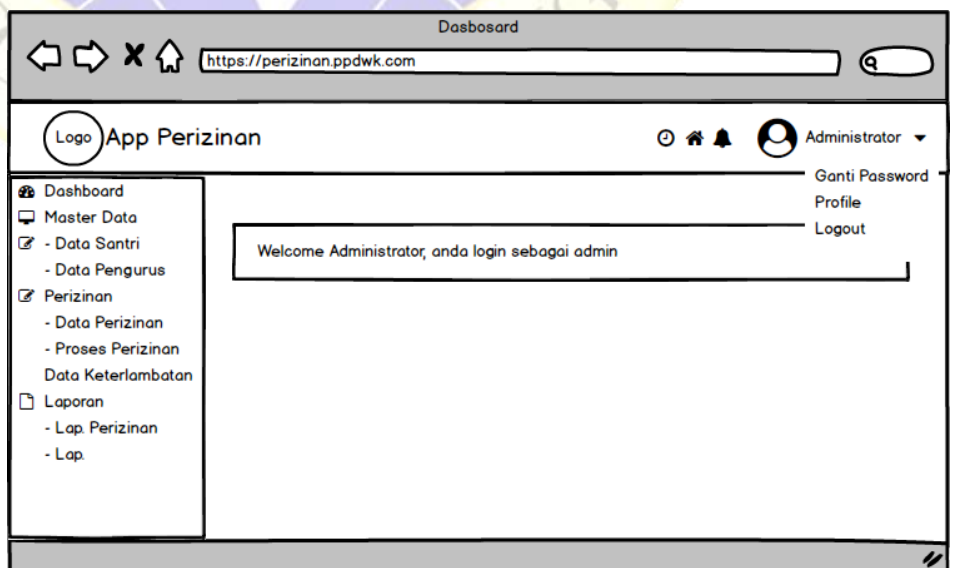 Dasbosard
https://perizinan.ppdwk.com
Logo App Perizinan
Administrator
Ganti Password
Profile
Logout
Dashboard
Master Data
- Data Santri
- Data Pengurus
Perizinan
- Data Perizinan
- Proses Perizinan
Data Keterlambatan
Laporan
- Lap. Perizinan
- Lap.
Welcome Administrator, anda login sebagai admin